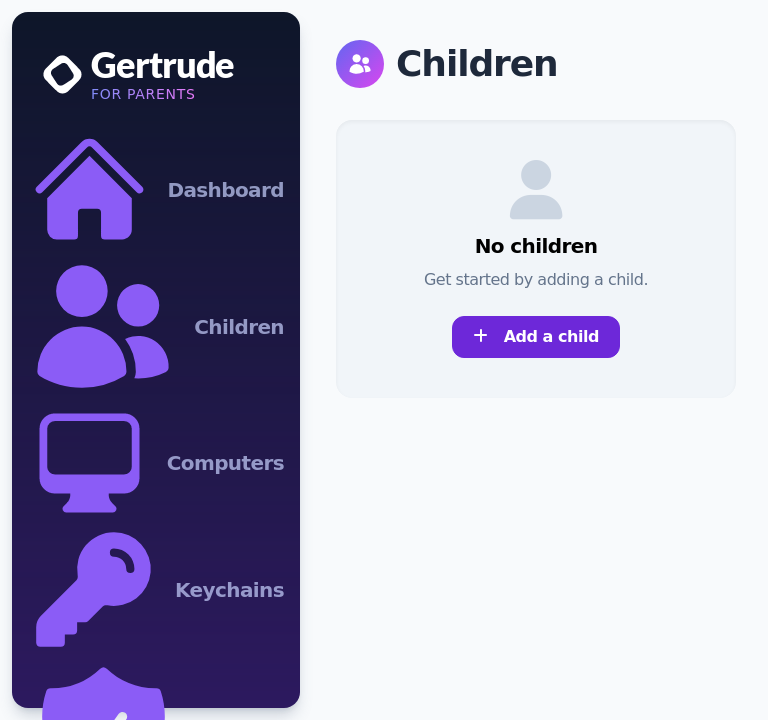 Gertrude
FOR PARENTS
Dashboard
Children
Computers
Keychains
Children
No children
Get started by adding a child.
Add a child